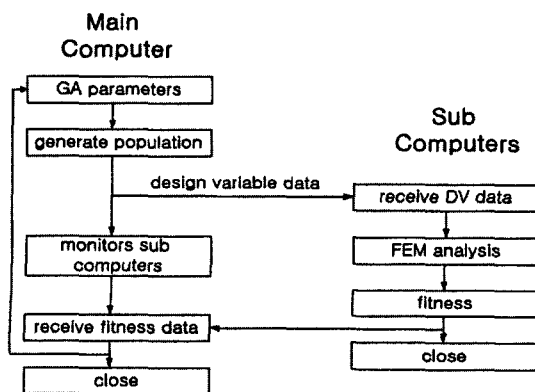 Main
Computer
GA parameters
generate population
design variable data
monitors sub
computers
receive fitness data
close
Sub
Computers
receive DV data
FEM analysis
fitness
close